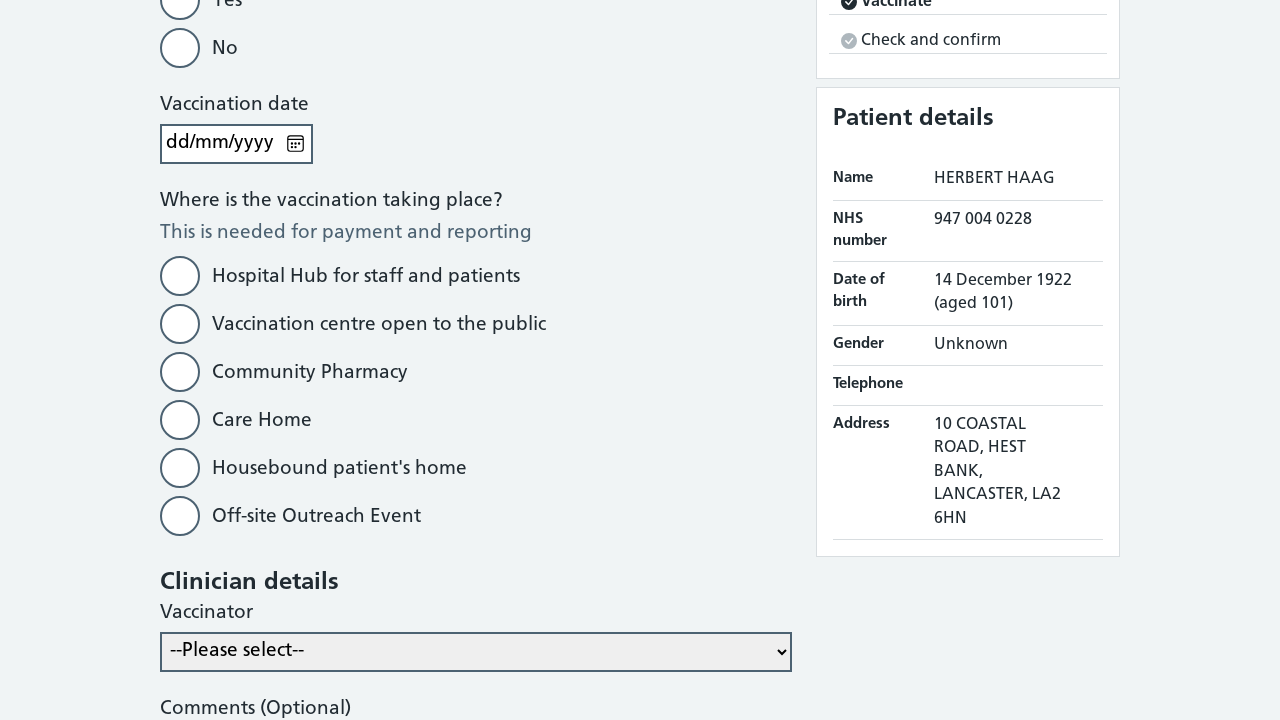 Yes
No
Vaccination date
dd/mm/yyyy
Where is the vaccination taking place?
This is needed for payment and reporting
Hospital Hub for staff and patients
Vaccination centre open to the public
Community Pharmacy
Care Home
Housebound patient's home
Off-site Outreach Event
Clinician details
Vaccinator
--Please select--
Comments (Optional)
Vaccinate
Check and confirm
Patient details
Name HERBERT HAAG
NHS number 947 004 0228
Date of birth 14 December 1922 (aged 101)
Gender Unknown
Telephone
Address 10 COASTAL
ROAD, HEST
BANK,
LANCASTER, LA2
6HN